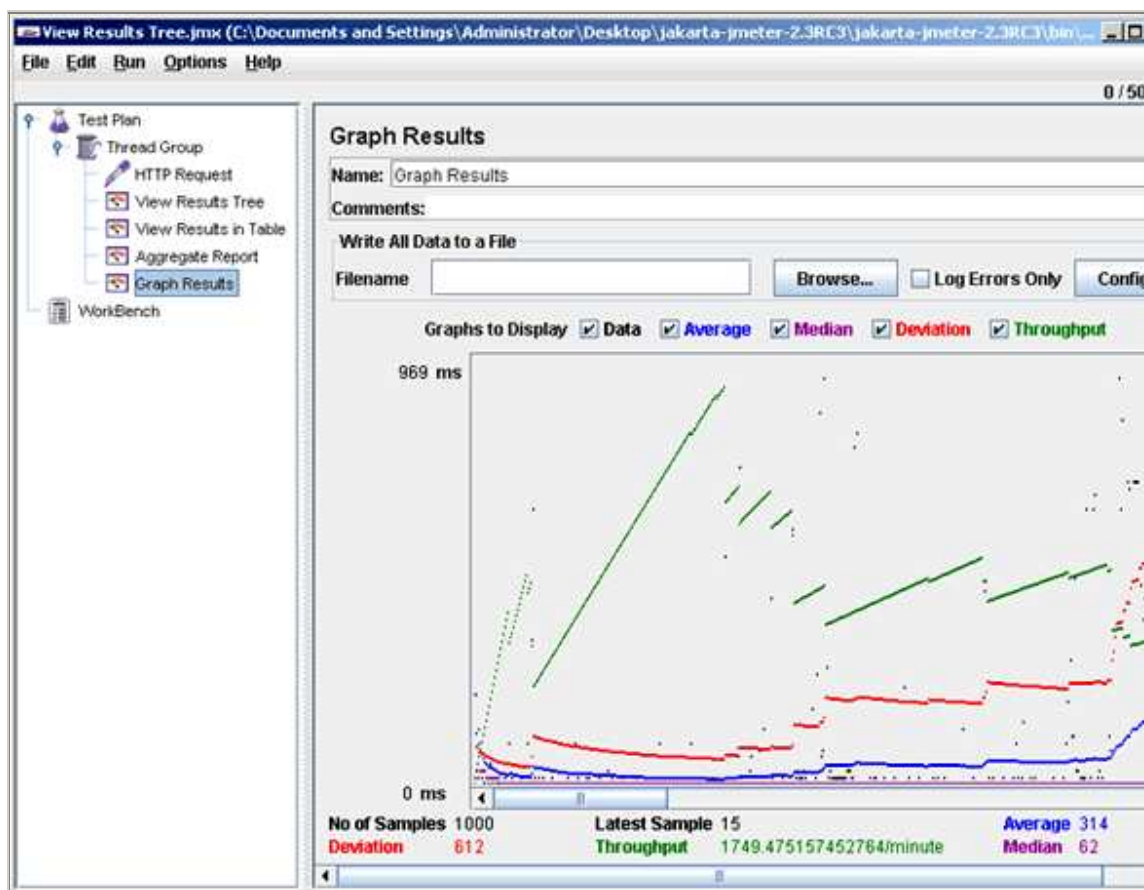 View Results Tree.jmx (C:\Documents and Settings\Administrator\Desktop\jakarta-jmeter-2.3RC3\jakarta-jmeter-2.3RC3\bin\...
File Edit Run Options Help
0 / 50
Test Plan
Thread Group
HTTP Request
View Results Tree
View Results in Table
Aggregate Report
Graph Results
WorkBench
Graph Results
Name: Graph Results
Comments:
Write All Data to a File
Filename Browse... Log Errors Only Config
Graphs to Display Data Average Median Deviation Throughput
969 ms
0 ms
No of Samples 1000 Latest Sample 15 Average 314
Deviation 612 Throughput 1749.475157452764/minute Median 62